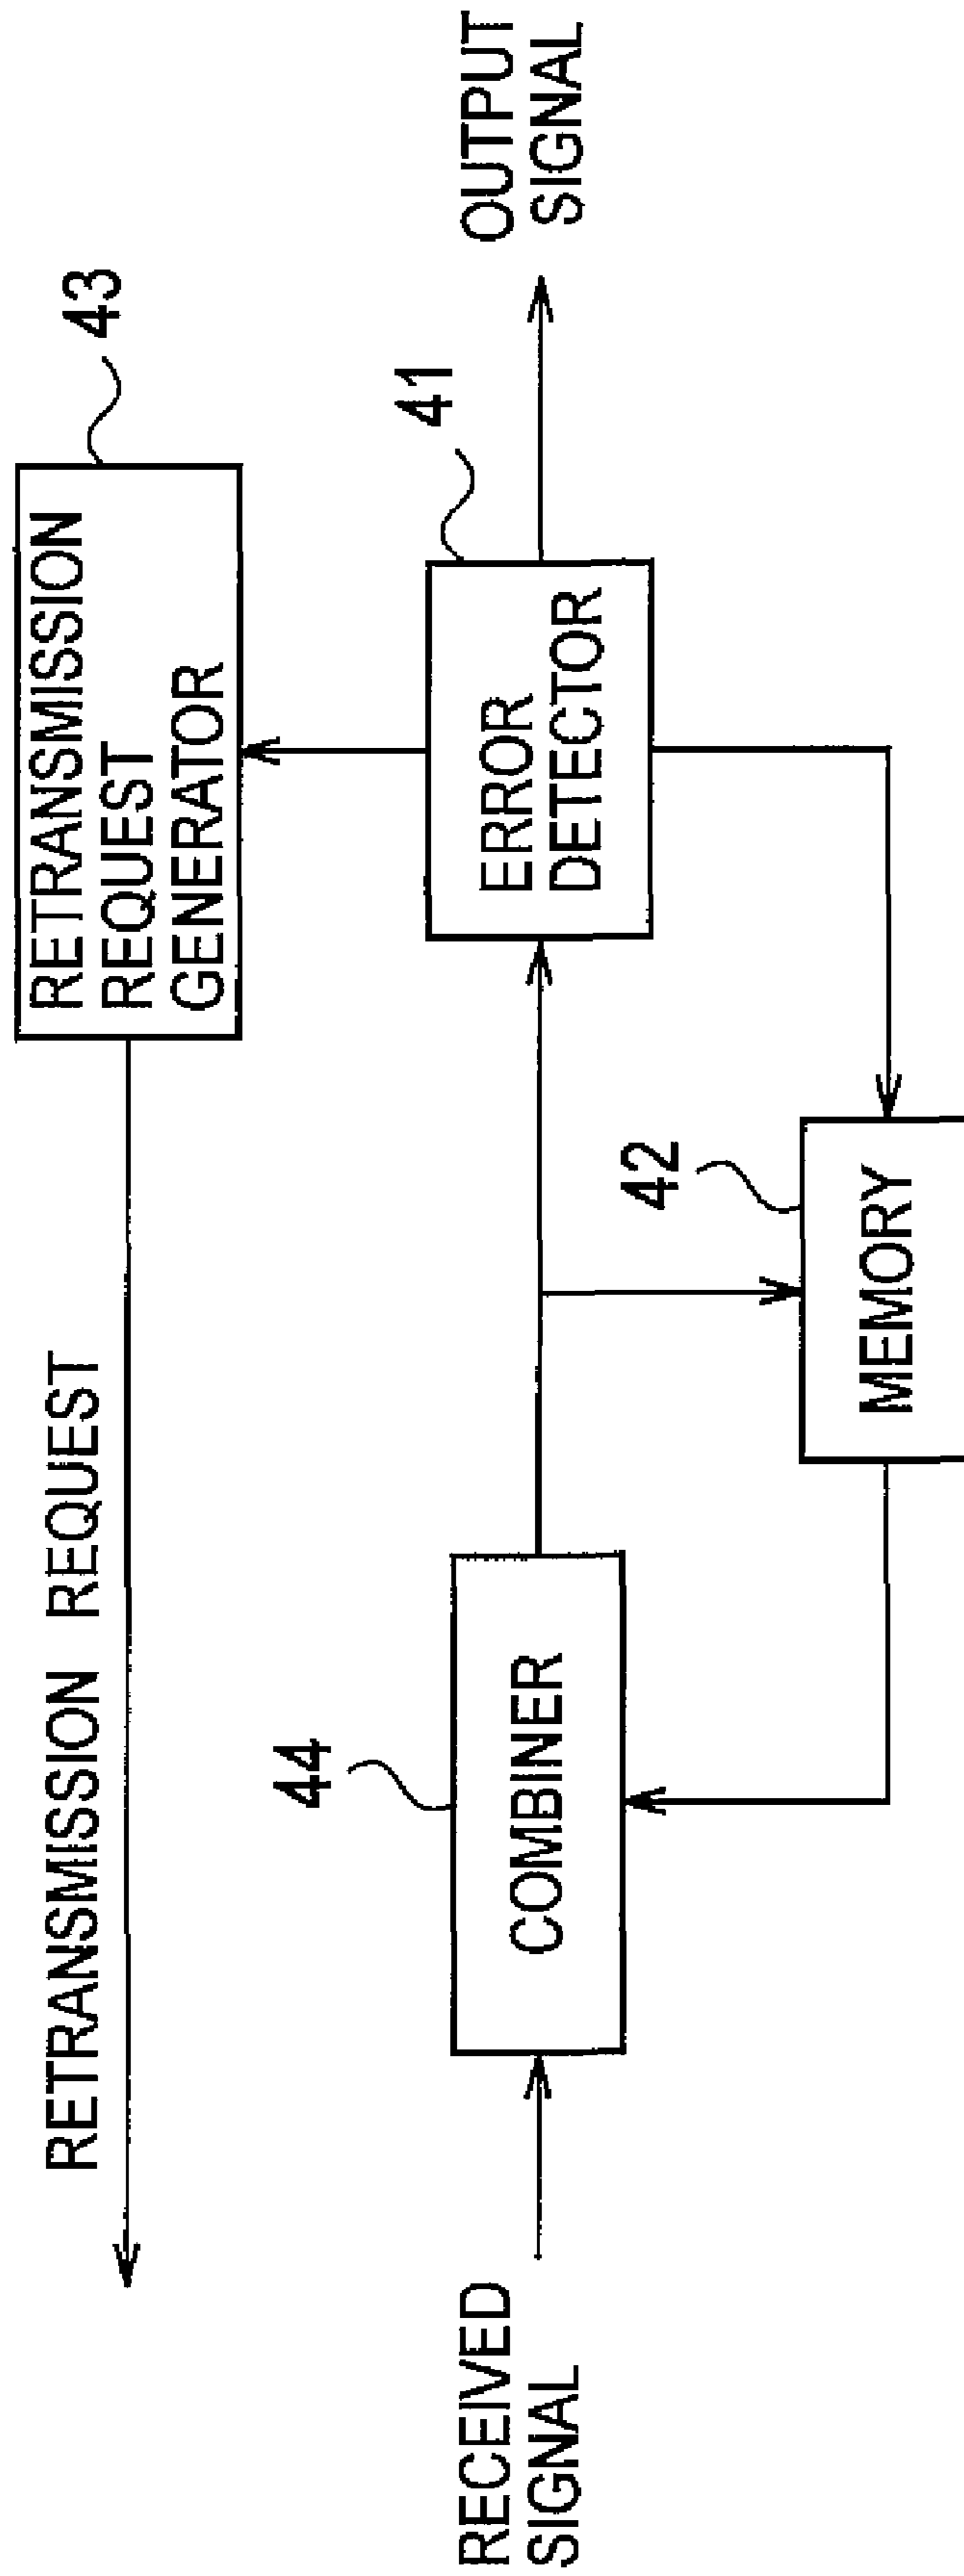 RETRANSMISSION REQUEST
RETRANSMISSION
REQUEST
GENERATOR
43
44
41
RECEIVED
SIGNAL
COMBINER
ERROR
DETECTOR
OUTPUT
SIGNAL
42
MEMORY